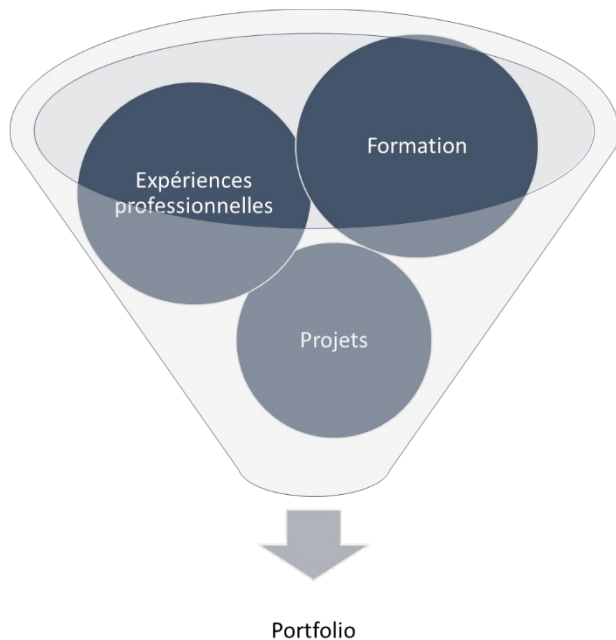 Formation
Expériences
professionnelles
Projets
Portfolio